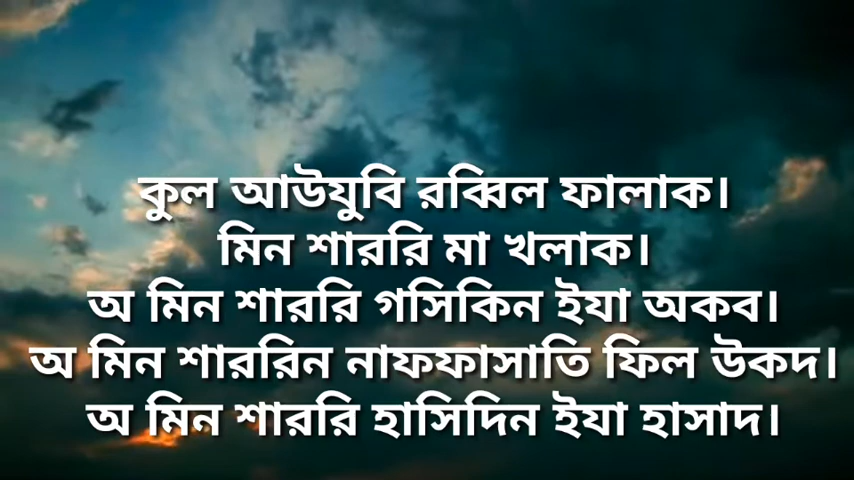 কুল আউযুবি রব্বিল ফালাক।
মিন শাররি মা খলাক।
অ মিন শাররি গসিকিন ইযা অকব।
অ মিন শাররিন নাফফাসাতি ফিল উকদ।
অ মিন শাররি হাসিদিন ইযা হাসাদ।